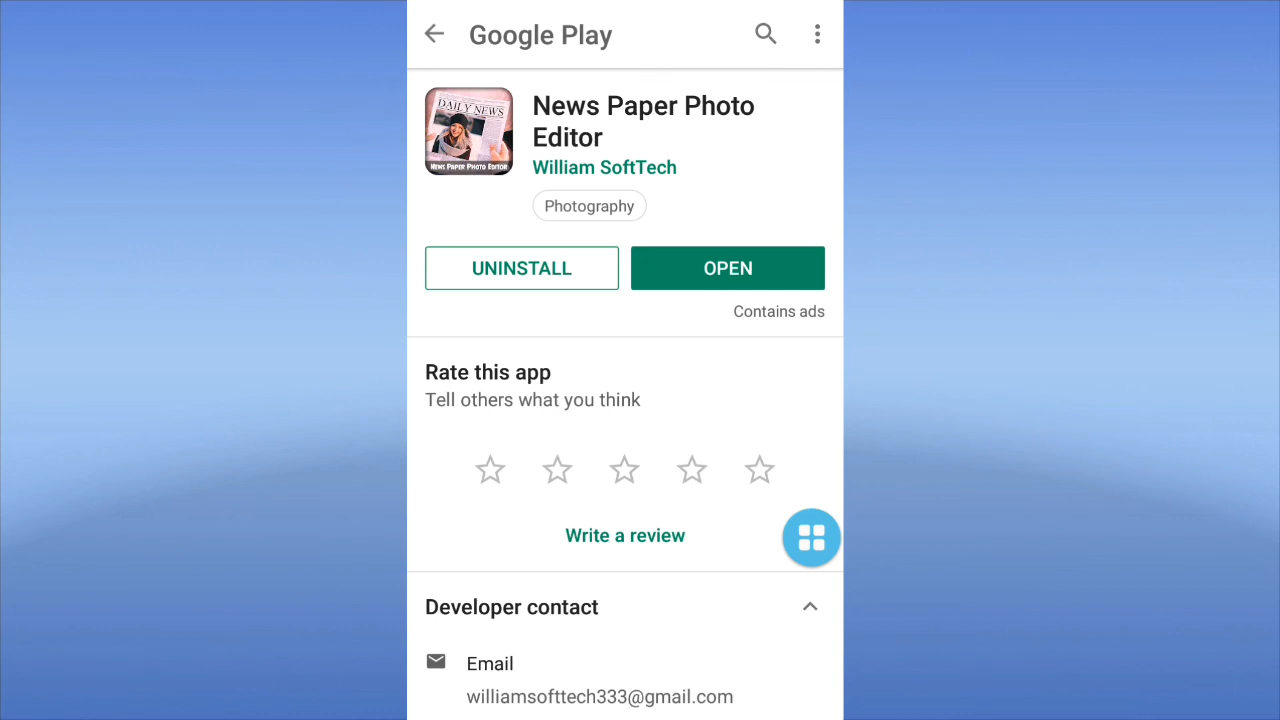 Google Play
DAILY NEWS
NEWS PAPER PHOTO EDITOR
News Paper Photo
Editor
William SoftTech
Photography
UNINSTALL
OPEN
Contains ads
Rate this app
Tell others what you think
Write a review
Developer contact
Email
williamsofttech333@gmail.com